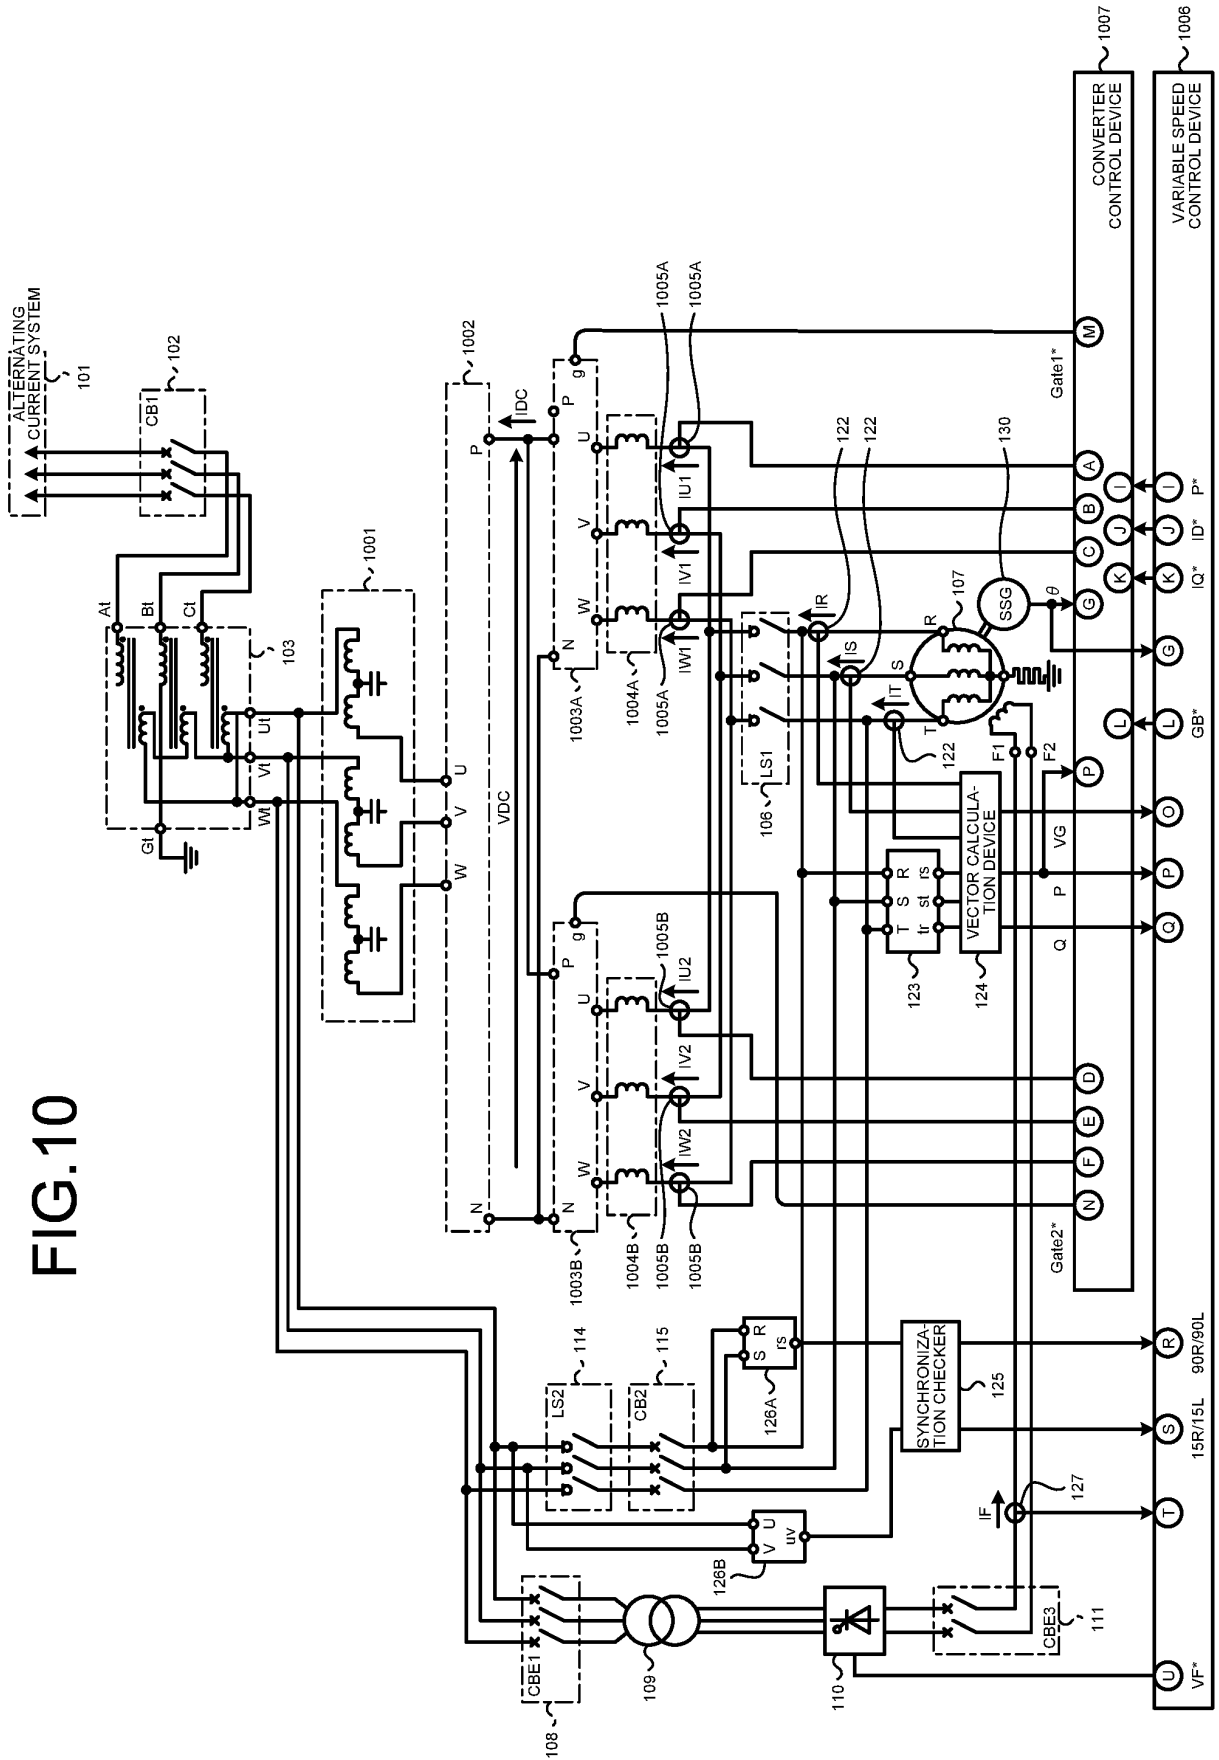 FIG.10
ALTERNATING
CURRENT SYSTEM
101
CB1
102
At
Bt
Ct
103
Gt
Wt
Vt
Ut
1001
1002
W
V
U
N
P
VDC
IDC
N
P
g
W
V
U
1003B
N
P
g
W
V
U
1003A
1004B
1004A
1005B
1005B
1005B
IW2
IV2
IU2
1005A
1005A
1005A
IW1
IV1
IU1
LS1
106
LS2
114
CB2
115
S
R
rs
126A
V
U
uv
126B
CBE1
108
109
110
CBE3
111
IF
127
SYNCHRONIZA-
TION CHECKER
125
T
S
R
tr
st
rs
123
VECTOR CALCULA-
TION DEVICE
124
IT
IS
IR
122
122
122
T
S
R
107
SSG
130
θ
F1
F2
Q
P
VG
Gate2*
Gate1*
N
F
E
D
P
L
G
K
J
I
C
B
A
M
CONVERTER
CONTROL DEVICE
1007
U
T
S
R
Q
P
O
L
G
K
J
I
VF*
15R/15L
90R/90L
GB*
IQ*
ID*
P*
VARIABLE SPEED
CONTROL DEVICE
1006